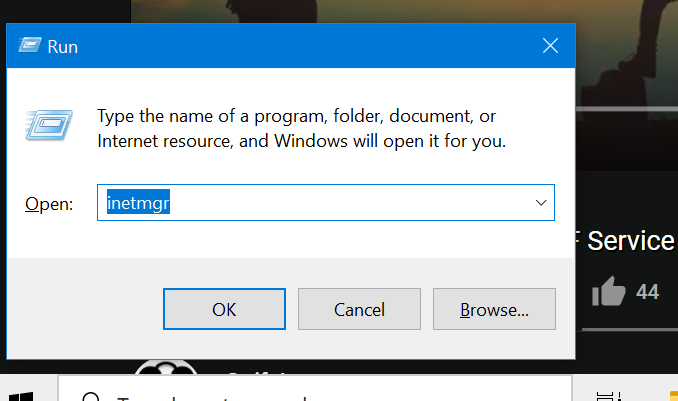 Run
Type the name of a program, folder, document, or
Internet resource, and Windows will open it for you.
Open: inetmgr
OK Cancel Browse...
Service
44